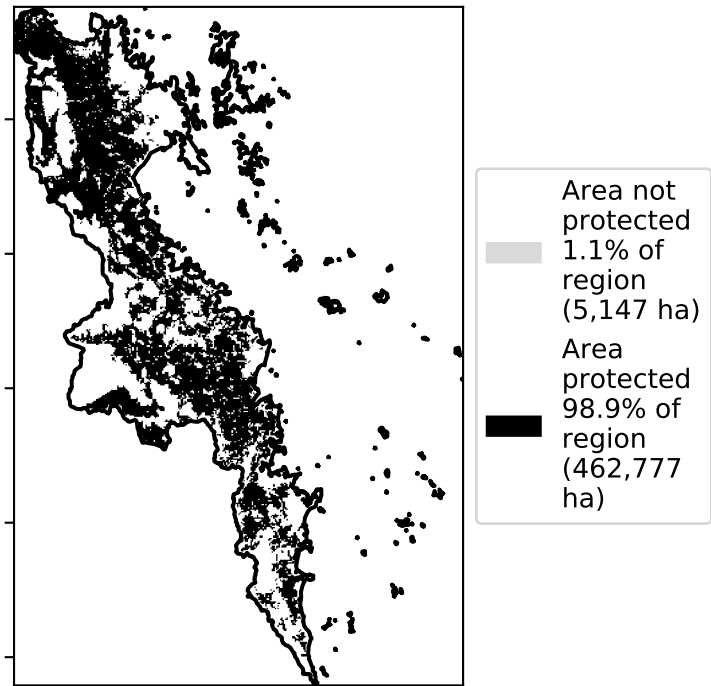 Area not
protected
1.1% of
region
(5,147 ha)
Area
protected
98.9% of
region
(462,777
ha)